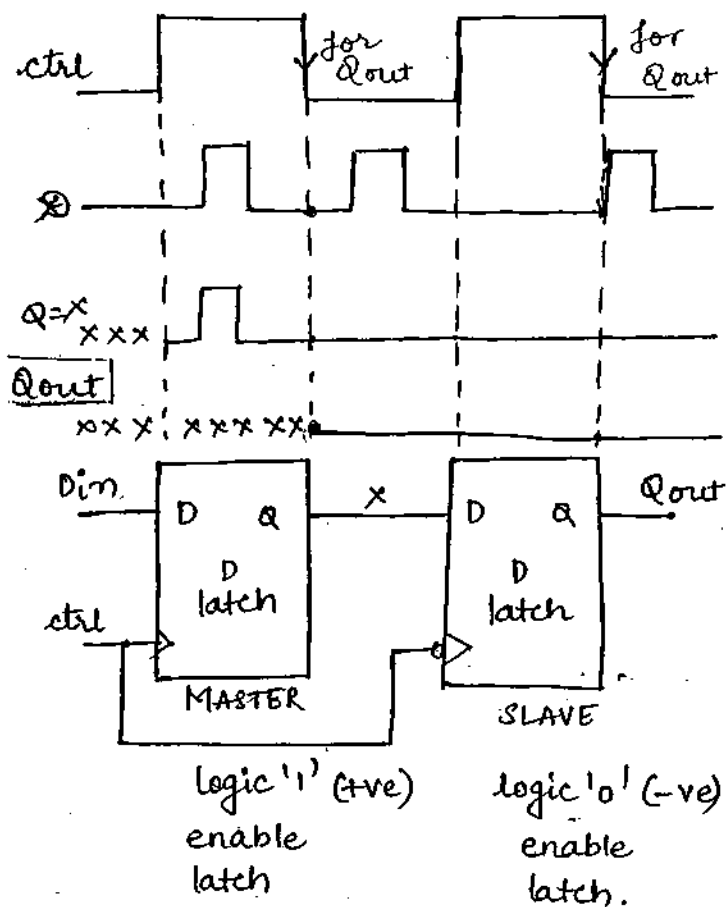 ctrl
for
Qout
for
Qout
Q=x
xxx
Qout
xxx xxxxx
Din
D Q
x
D Q
Qout
D
latch
D
latch
ctrl
MASTER
SLAVE
logic '1' (+ve)
enable
latch
logic '0' (-ve)
enable
latch.